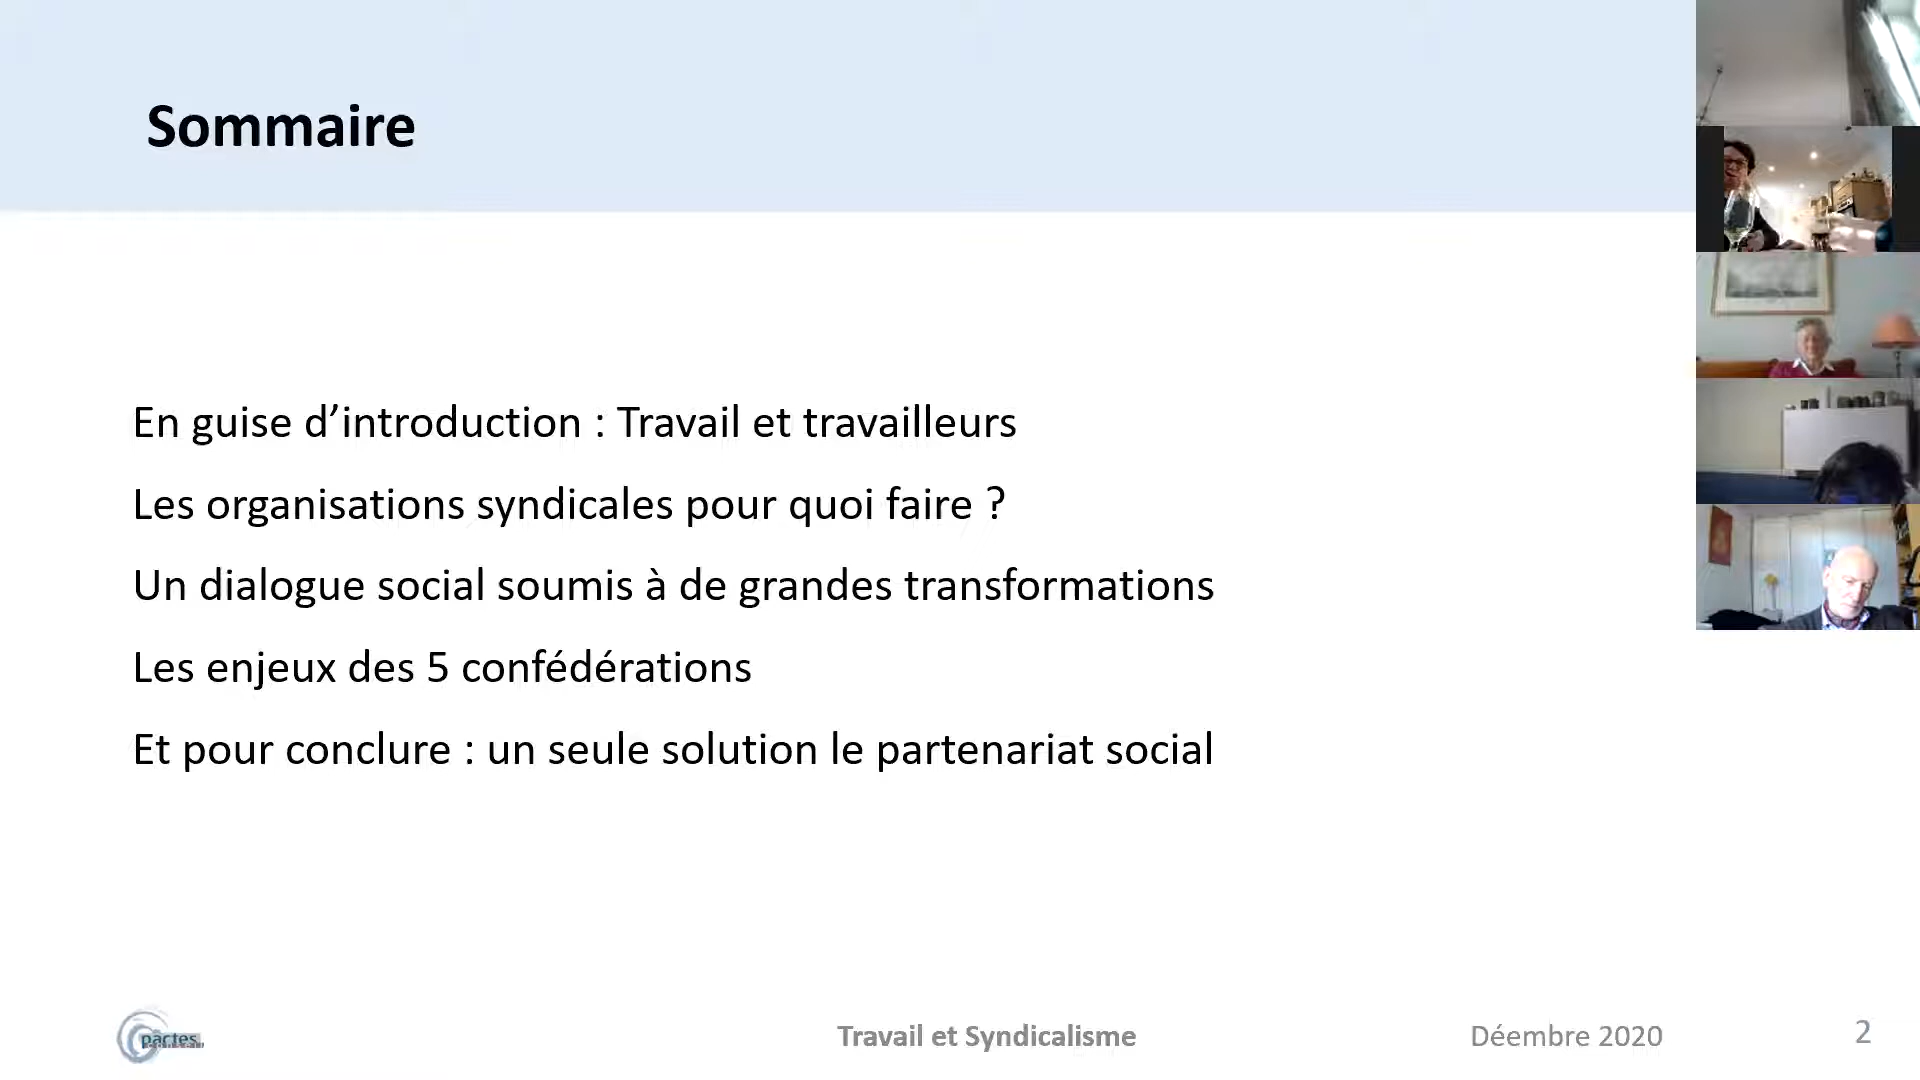 Sommaire
En guise d’introduction : Travail et travailleurs
Les organisations syndicales pour quoi faire ?
Un dialogue social soumis à de grandes transformations
Les enjeux des 5 confédérations
Et pour conclure : un seule solution le partenariat social
pactes
conseil
Travail et Syndicalisme
Déembre 2020
2